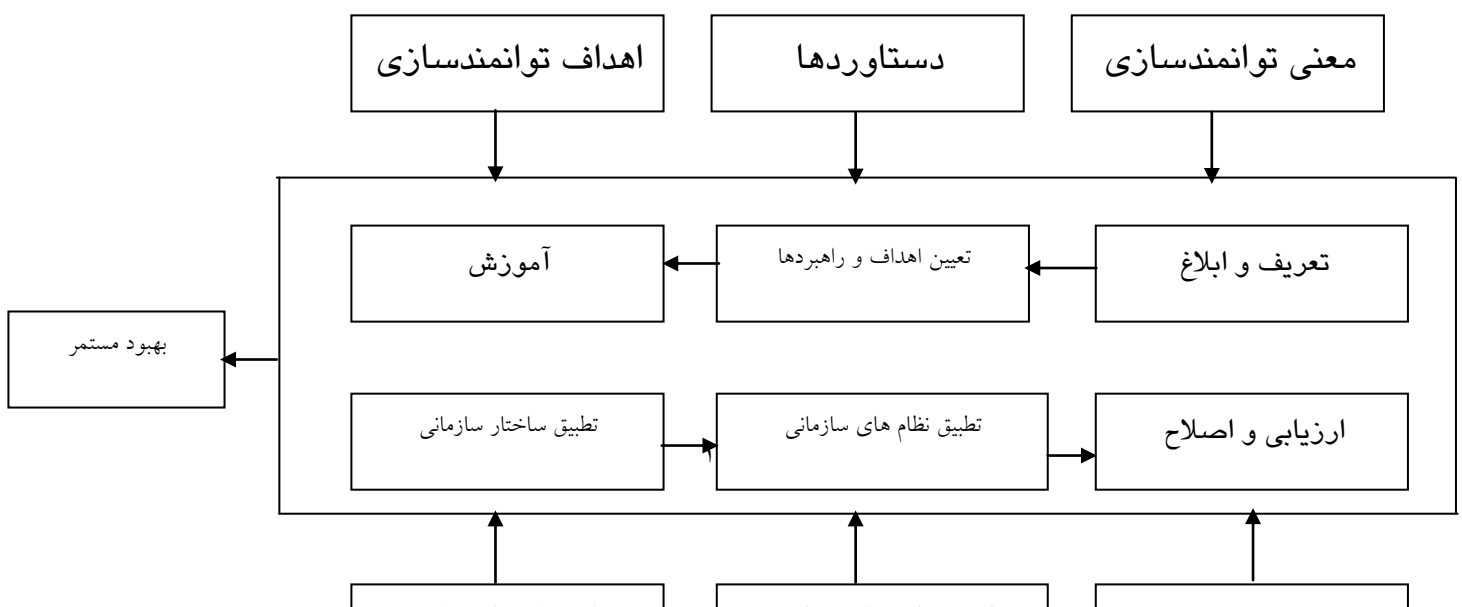 معنی توانمندسازی
دستاوردها
اهداف توانمندسازی
تعریف و ابلاغ
تعیین اهداف و راهبردها
آموزش
بهبود مستمر
تطبیق ساختار سازمانی
تطبیق نظام های سازمانی
ارزیابی و اصلاح